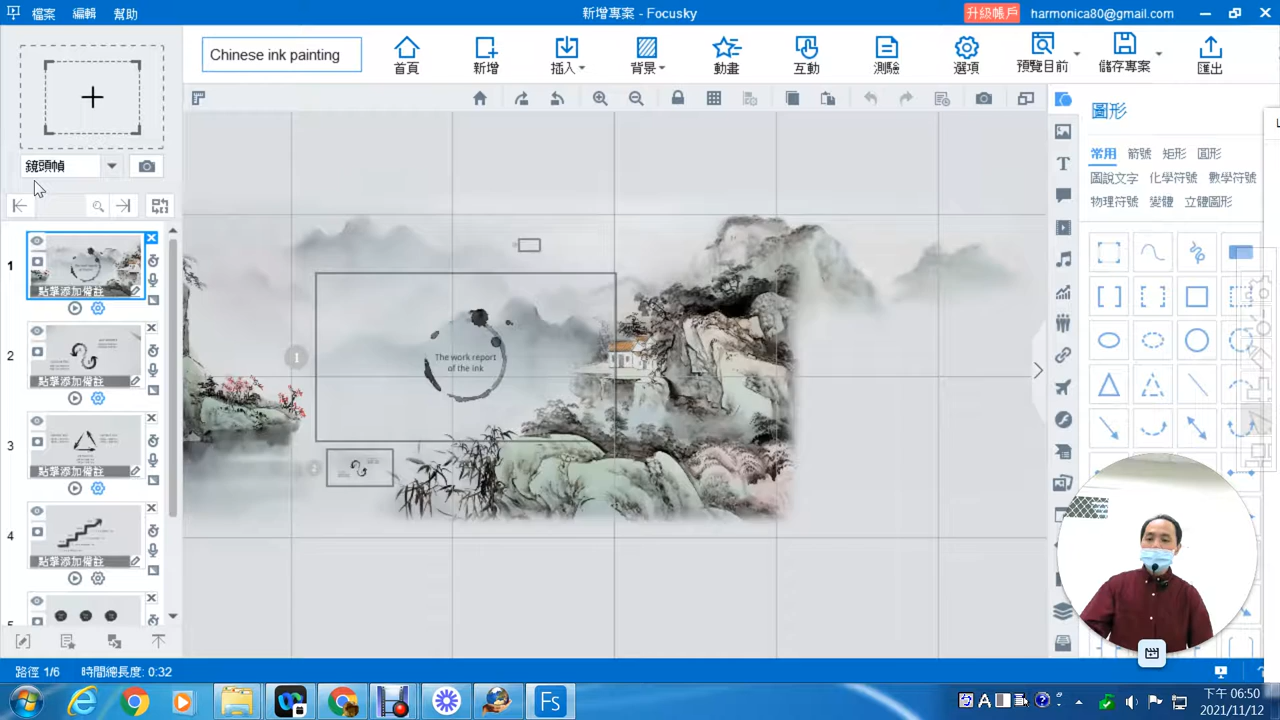 檔案 編輯 幫助
新增專案 - Focusky
升級帳戶 harmonica80@gmail.com
Chinese ink painting
首頁 新增 插入 背景 動畫 互動 測驗 選項 預覽目前 儲存專案 匯出
鏡頭幀
圖形
常用 箭號 矩形 圓形
圖說文字 化學符號 數學符號
物理符號 變體 立體圖形
1
點擊添加備註
2
點擊添加備註
3
點擊添加備註
4
點擊添加備註
1
The work report
of the ink
2
路徑 1/6 時間總長度: 0:32
Fs
下午 06:50
2021/11/12